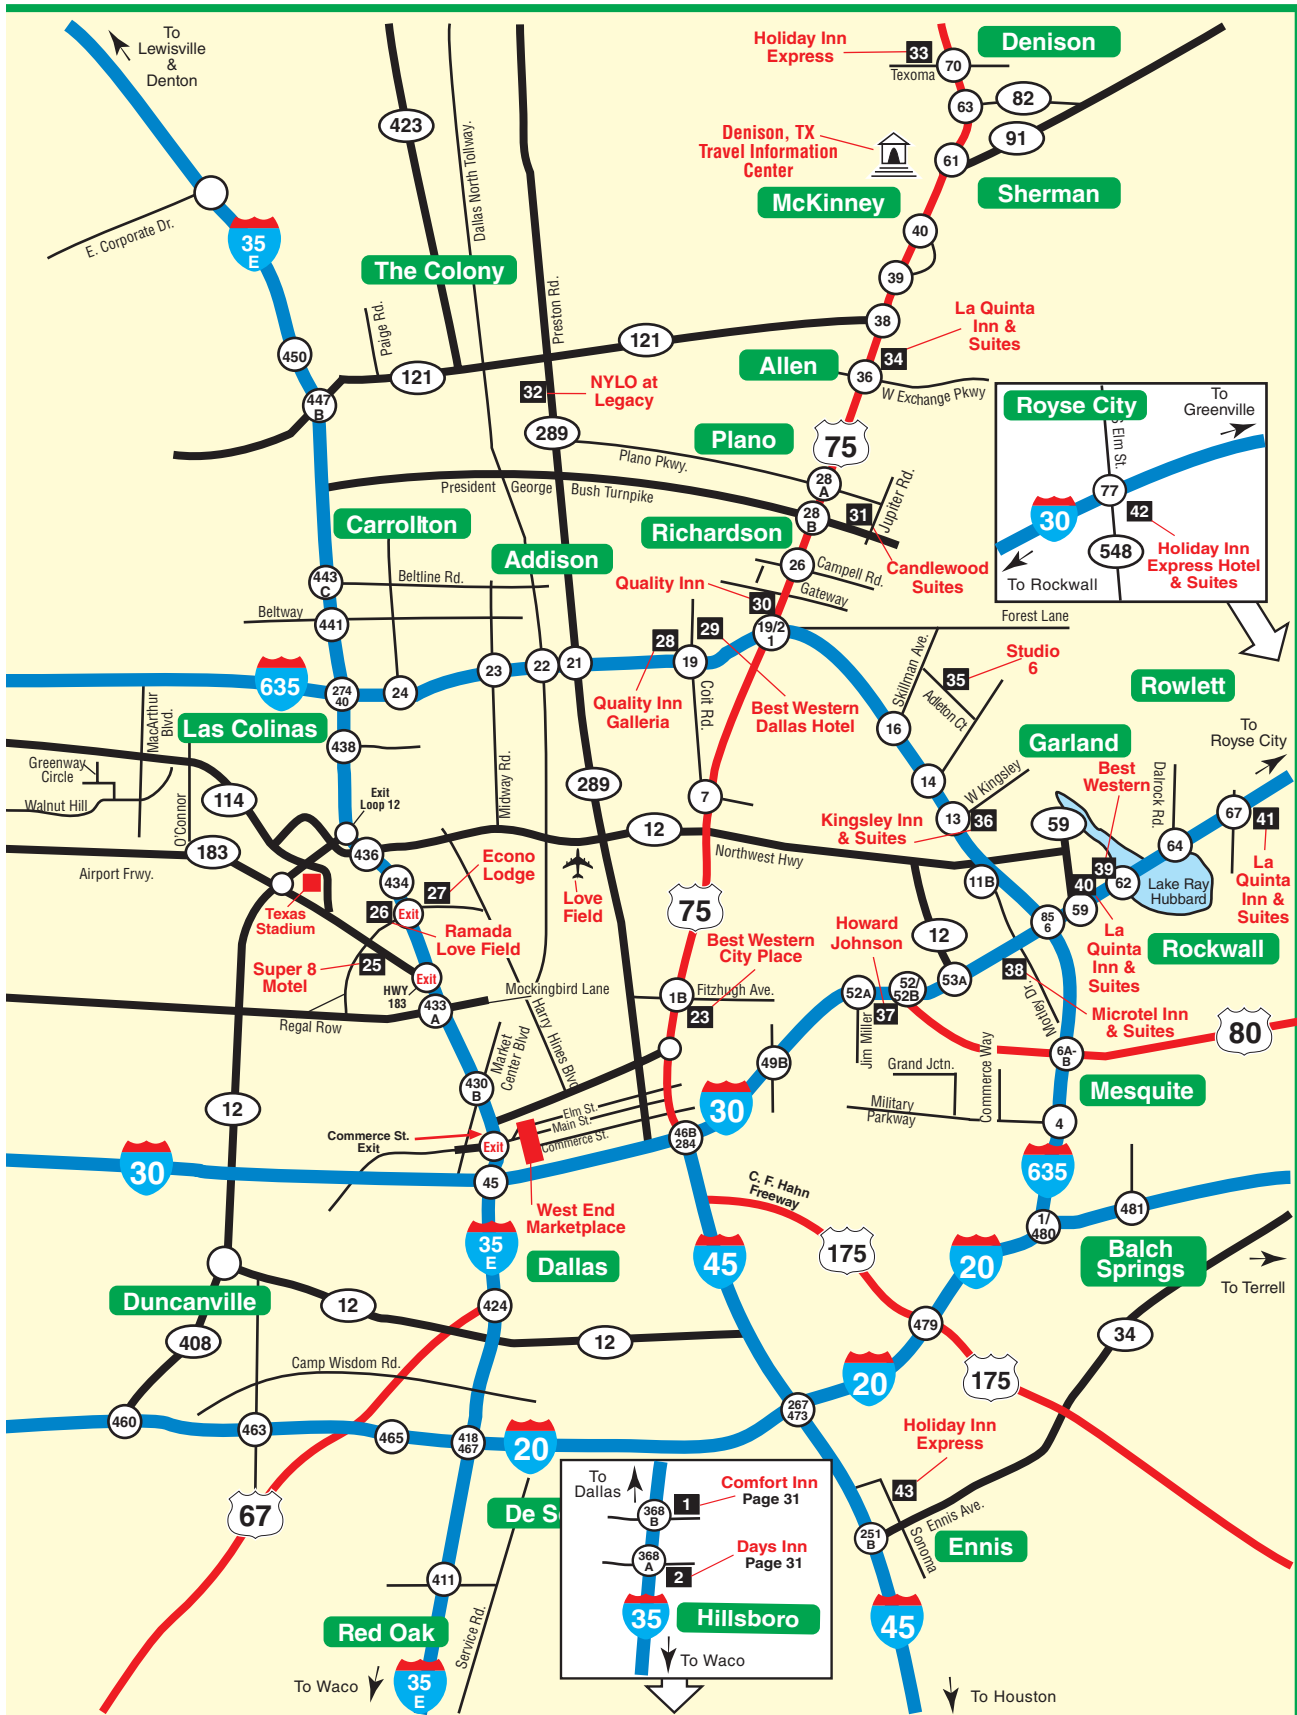 To
Lewisville
&
Denton
E. Corporate Dr.
35
E
423
Dallas North Tollway.
The Colony
Paige Rd.
Preston Rd.
Holiday Inn
Express
33
Texoma
70
Denison
63
82
91
Denison, TX
Travel Information
Center
61
McKinney
Sherman
40
39
38
121
121
450
447
B
La Quinta
Inn &
Suites
34
Allen
36
W Exchange Pkwy
32
NYLO at
Legacy
289
Plano
75
Plano Pkwy.
28
A
President George Bush Turnpike
28
B
31
Jupiter Rd.
Royse City
S Elm St.
To
Greenville
77
30
42
548
Holiday Inn
Express Hotel
& Suites
To Rockwall
Carrollton
Richardson
Addison
26
Campell Rd.
Gateway
Candlewood
Suites
443
C
Beltline Rd.
Beltway
441
Quality Inn
30
Forest Lane
635
274
40
24
23
22
21
28
19
29
19/2
1
Quality Inn
Galleria
Coit Rd.
Best Western
Dallas Hotel
Skillman Ave.
35
Studio
6
Adleton Ct
16
Rowlett
Las Colinas
MacArthur
Blvd.
438
Greenway
Circle
Walnut Hill
O'Connor
114
Exit
Loop 12
Midway Rd.
289
7
14
W Kingsley
13
36
Kingsley Inn
& Suites
Garland
To
Royse City
Best
Western
Dalrock Rd.
59
67
41
64
183
Airport Frwy.
436
12
Northwest Hwy
11B
39
40
62
59
Lake Ray
Hubbard
La
Quinta
Inn &
Suites
434
27
Econo
Lodge
Love
Field
Texas
Stadium
26
Exit
Ramada
Love Field
75
Howard
Johnson
12
85
6
La
Quinta
Inn &
Suites
Rockwall
Super 8
Motel
25
Exit
HWY
183
Best Western
City Place
Mockingbird Lane
1B
Fitzhugh Ave.
23
52A
52/
52B
53A
37
38
Motley Dr.
Microtel Inn
& Suites
80
Regal Row
433
A
Harry Hines Blvd
Market
Center Blvd
Jim Miller
49B
Grand Jctn.
Commerce Way
6A-
B
Mesquite
12
430
B
Elm St.
Main St.
Commerce St.
30
Military
Parkway
4
Commerce St.
Exit
Exit
46B
284
30
45
635
C. F. Hahn
Freeway
West End
Marketplace
35
E
Dallas
45
175
1/
480
481
20
Balch
Springs
To Terrell
Duncanville
12
424
12
479
34
408
Camp Wisdom Rd.
20
175
460
463
465
418
467
20
267
473
Holiday Inn
Express
43
Ennis Ave.
Sonoma
251
B
Ennis
67
De S
To
Dallas
368
B
1
Comfort Inn
Page 31
368
A
2
Days Inn
Page 31
35
Hillsboro
To Waco
411
Red Oak
Service Rd.
To Waco
35
E
45
To Houston